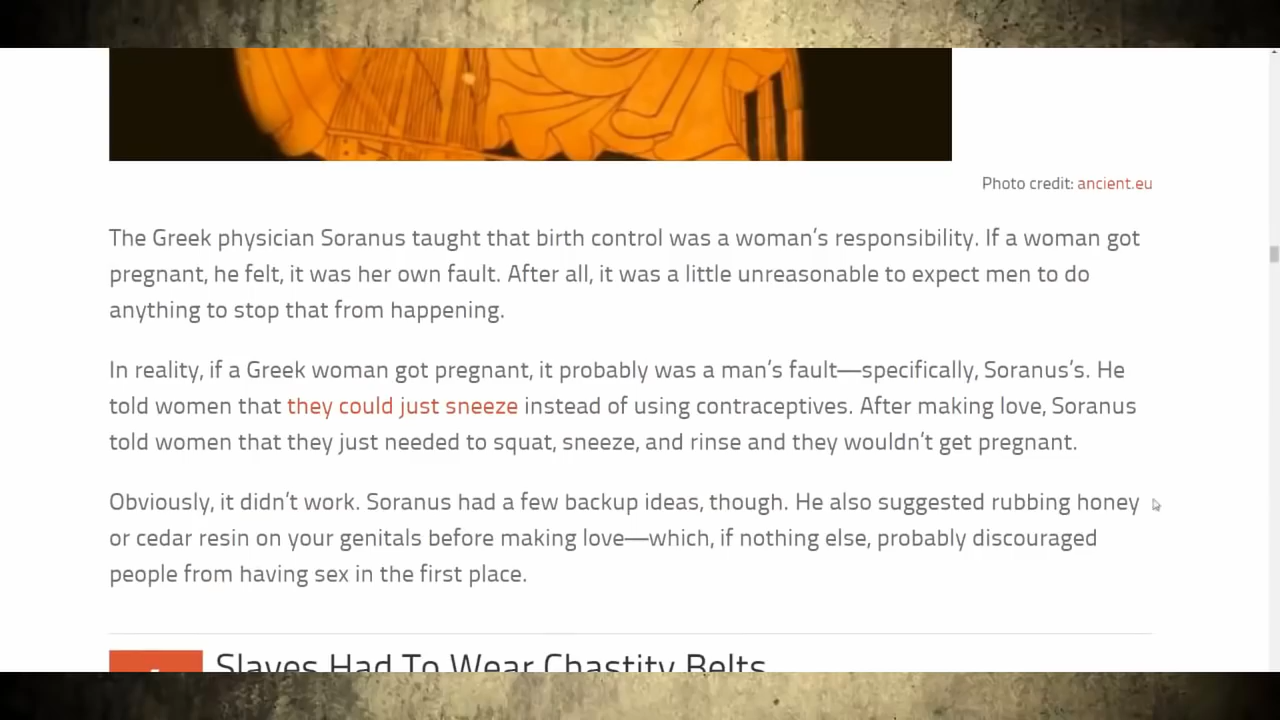 Photo credit: ancient.eu
The Greek physician Soranus taught that birth control was a woman's responsibility. If a woman got
pregnant, he felt, it was her own fault. After all, it was a little unreasonable to expect men to do
anything to stop that from happening.
In reality, if a Greek woman got pregnant, it probably was a man's fault—specifically, Soranus's. He
told women that they could just sneeze instead of using contraceptives. After making love, Soranus
told women that they just needed to squat, sneeze, and rinse and they wouldn't get pregnant.
Obviously, it didn't work. Soranus had a few backup ideas, though. He also suggested rubbing honey
or cedar resin on your genitals before making love—which, if nothing else, probably discouraged
people from having sex in the first place.
Slaves Had To Wear Chastity Belts